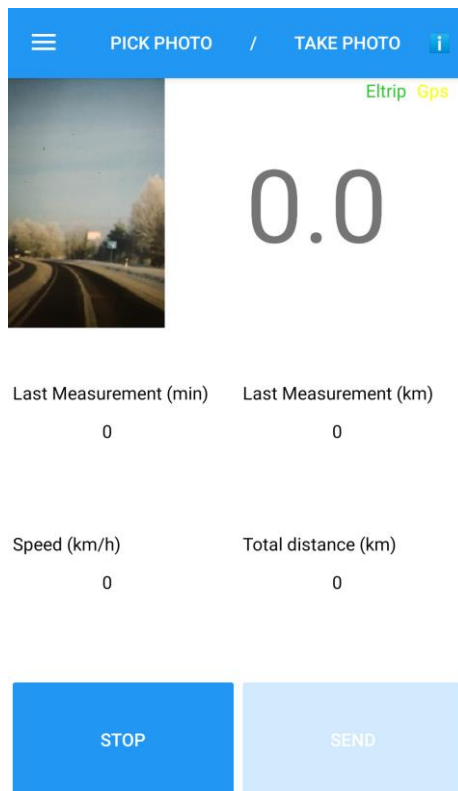 PICK PHOTO / TAKE PHOTO i
Eltrip Gps
0.0
Last Measurement (min) Last Measurement (km)
0 0
Speed (km/h) Total distance (km)
0 0
STOP SEND